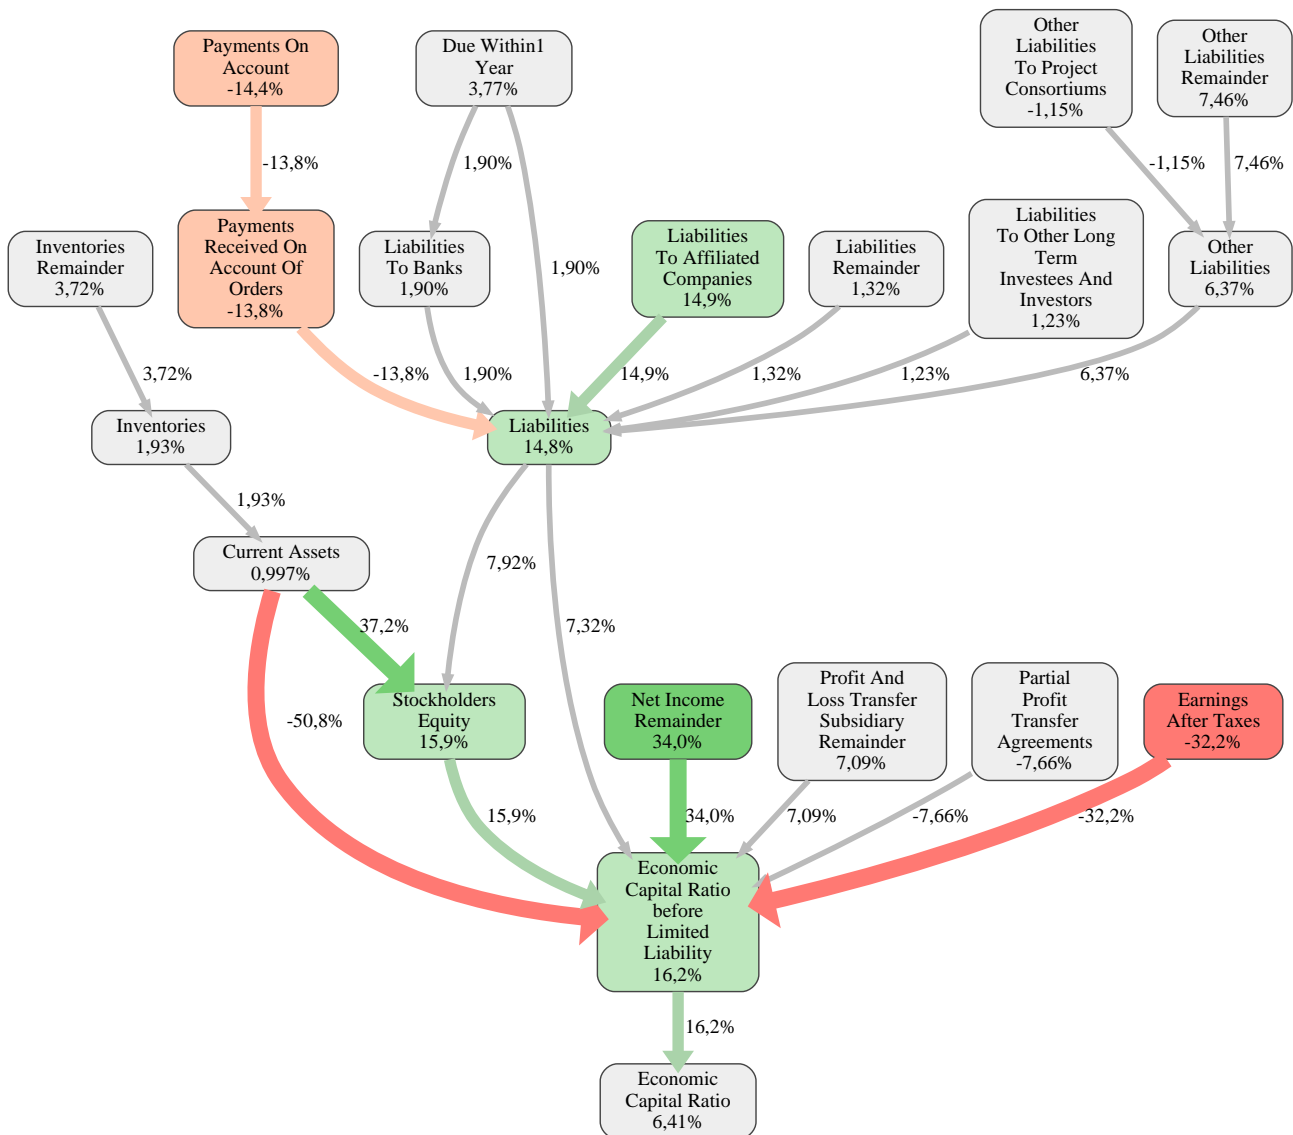 Payments On
Account
-14,4%
Due Within1
Year
3,77%
Other
Liabilities
To Project
Consortiums
-1,15%
Other
Liabilities
Remainder
7,46%
-13,8%
1,90%
-1,15%
7,46%
Inventories
Remainder
3,72%
Payments
Received On
Account Of
Orders
-13,8%
Liabilities
To Banks
1,90%
1,90%
Liabilities
To Affiliated
Companies
14,9%
Liabilities
Remainder
1,32%
Liabilities
To Other Long
Term
Investees And
Investors
1,23%
Other
Liabilities
6,37%
3,72%
-13,8%
1,90%
14,9%
1,32%
1,23%
6,37%
Inventories
1,93%
Liabilities
14,8%
1,93%
Current Assets
0,997%
7,92%
37,2%
7,32%
-50,8%
Stockholders
Equity
15,9%
Net Income
Remainder
34,0%
Profit And
Loss Transfer
Subsidiary
Remainder
7,09%
Partial
Profit
Transfer
Agreements
-7,66%
Earnings
After Taxes
-32,2%
15,9%
34,0%
7,09%
-7,66%
-32,2%
Economic
Capital Ratio
before
Limited
Liability
16,2%
16,2%
Economic
Capital Ratio
6,41%